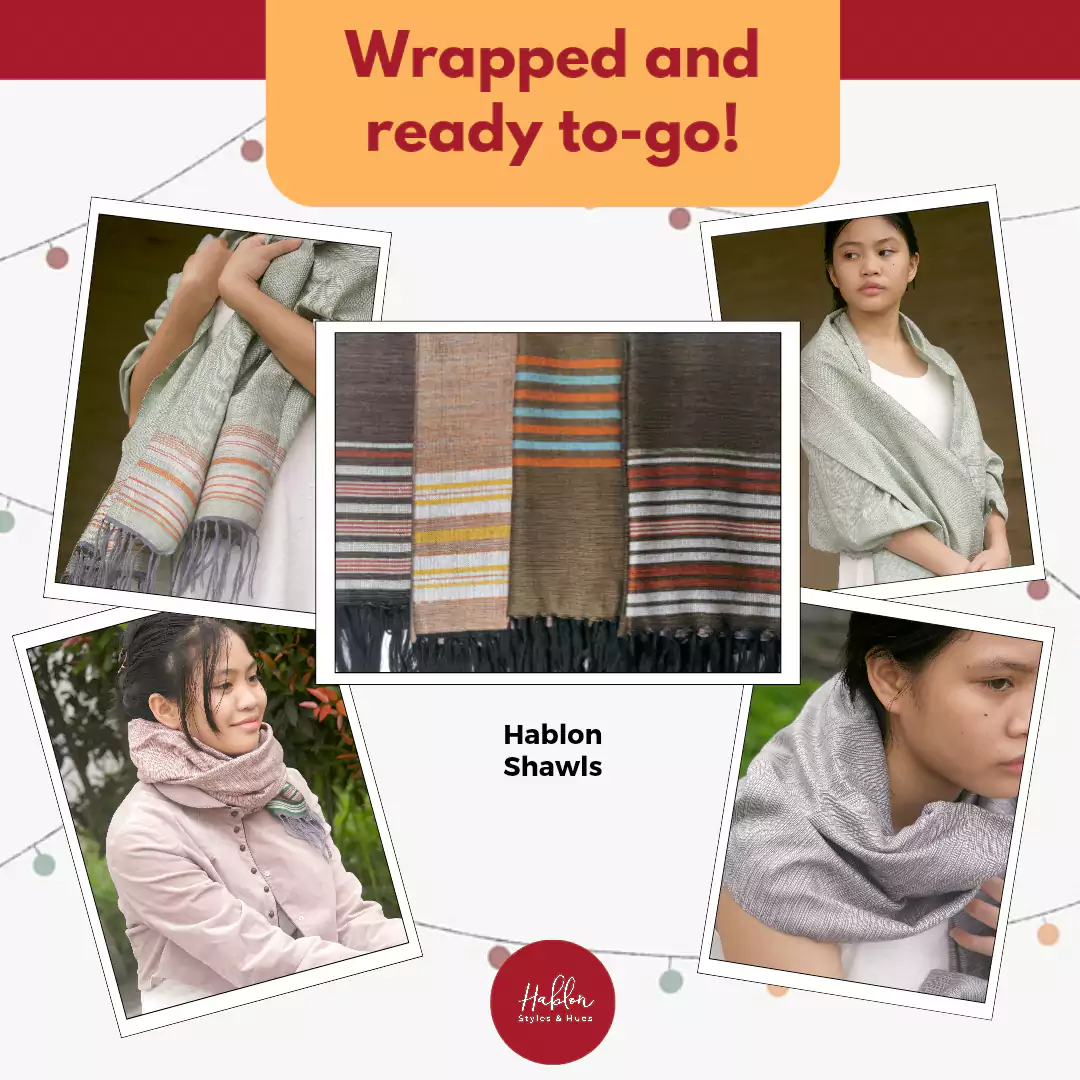 Wrapped and
ready to-go!
Hablon
Shawls
Hablon
Styles & Hues